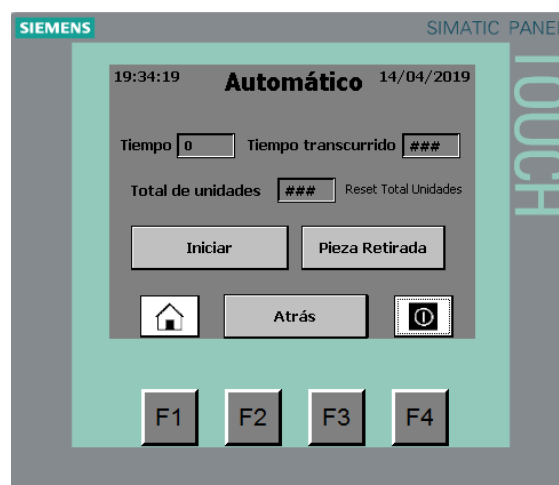 SIEMENS SIMATIC PANEL
TOUCH
19:34:19 Automático 14/04/2019
Tiempo 0 Tiempo transcurrido ###
Total de unidades ### Reset Total Unidades
Iniciar Pieza Retirada
Atrás
F1 F2 F3 F4